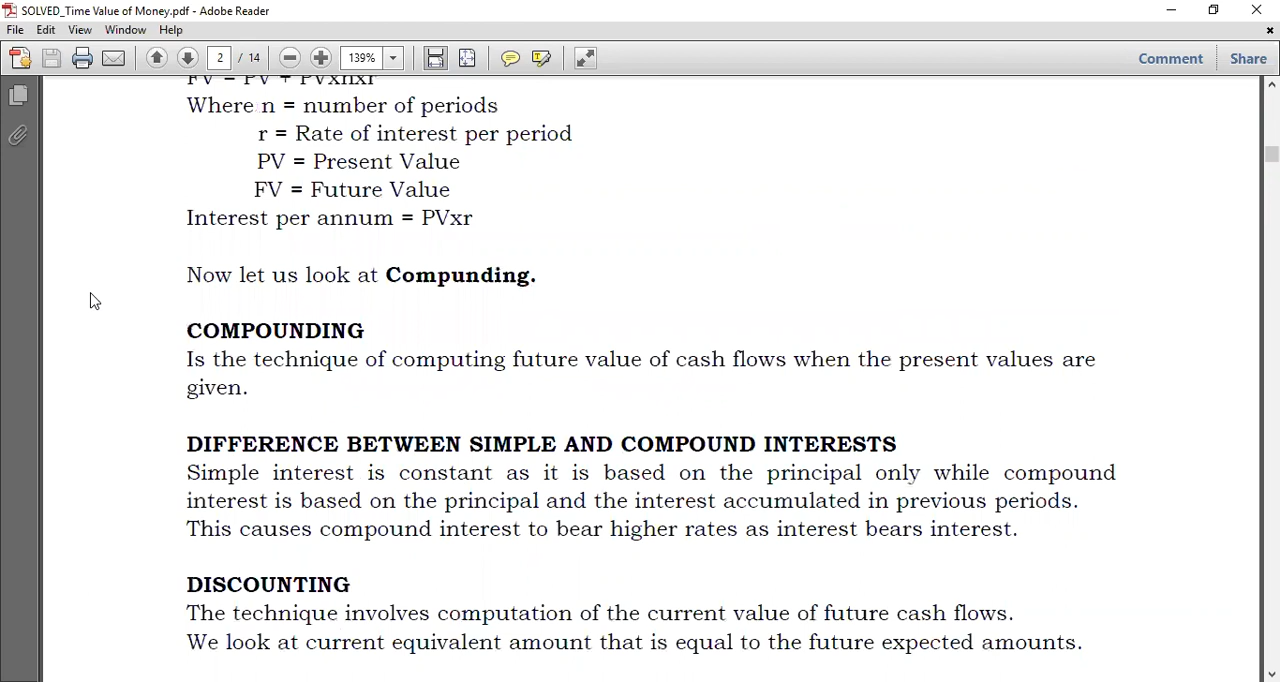 SOLVED_Time Value of Money.pdf - Adobe Reader
File Edit View Window Help
2 / 14 139% Comment Share
FV = PV + PVxnxr
Where n = number of periods
r = Rate of interest per period
PV = Present Value
FV = Future Value
Interest per annum = PVxr
Now let us look at Compunding.
COMPOUNDING
Is the technique of computing future value of cash flows when the present values are
given.
DIFFERENCE BETWEEN SIMPLE AND COMPOUND INTERESTS
Simple interest is constant as it is based on the principal only while compound
interest is based on the principal and the interest accumulated in previous periods.
This causes compound interest to bear higher rates as interest bears interest.
DISCOUNTING
The technique involves computation of the current value of future cash flows.
We look at current equivalent amount that is equal to the future expected amounts.